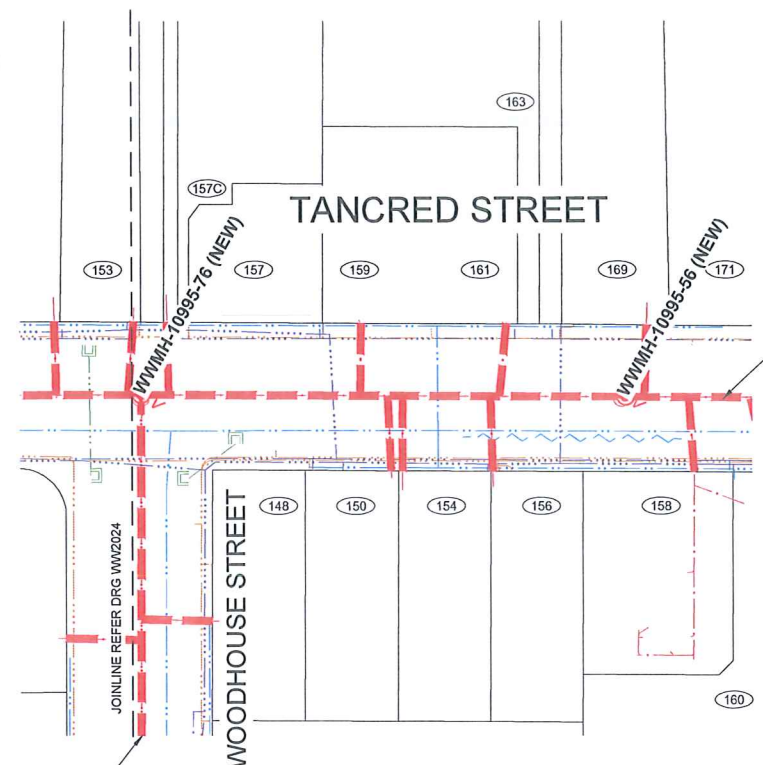 163
157C
TANCRED STREET
153
157
159
161
169
171
WWMH-10995-76 (NEW)
WWMH-10995-56 (NEW)
148
150
154
156
158
160
JOINLINE REFER DRG WW2024
WOODHOUSE STREET